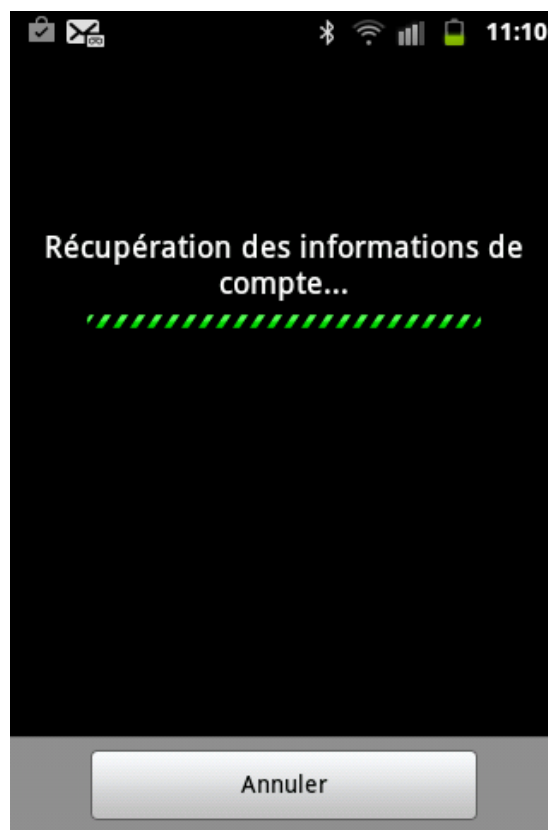 11:10
Récupération des informations de
compte...
Annuler